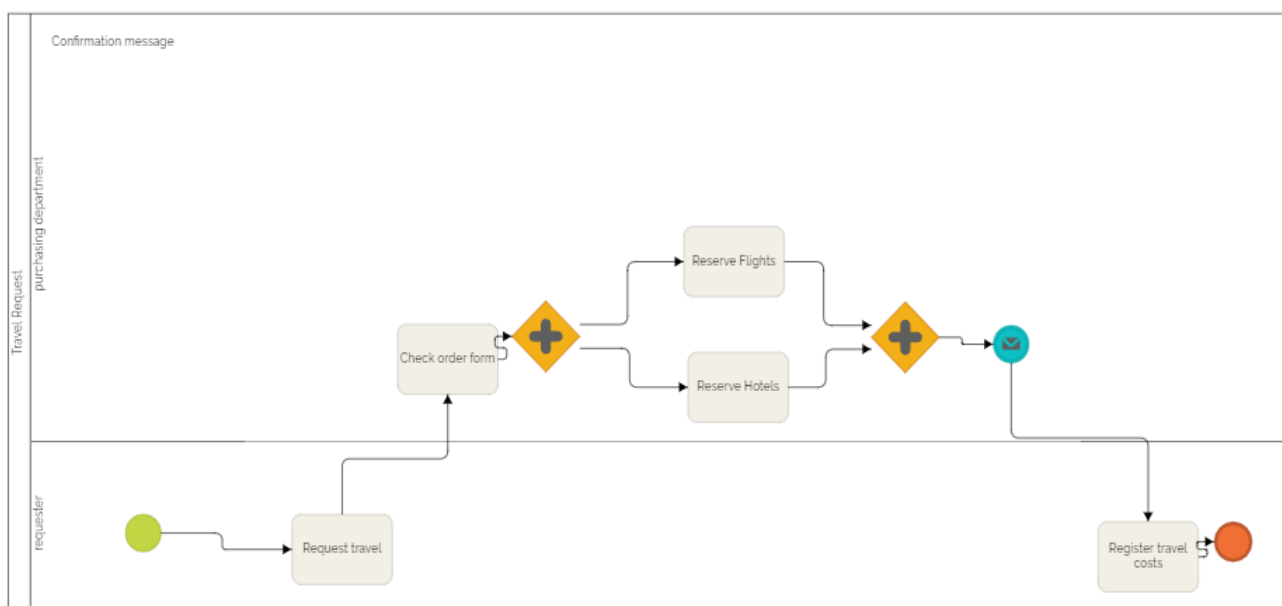 Confirmation message
Travel Request
purchasing department
Reserve Flights
Check order form
Reserve Hotels
requester
Request travel
Register travel
costs